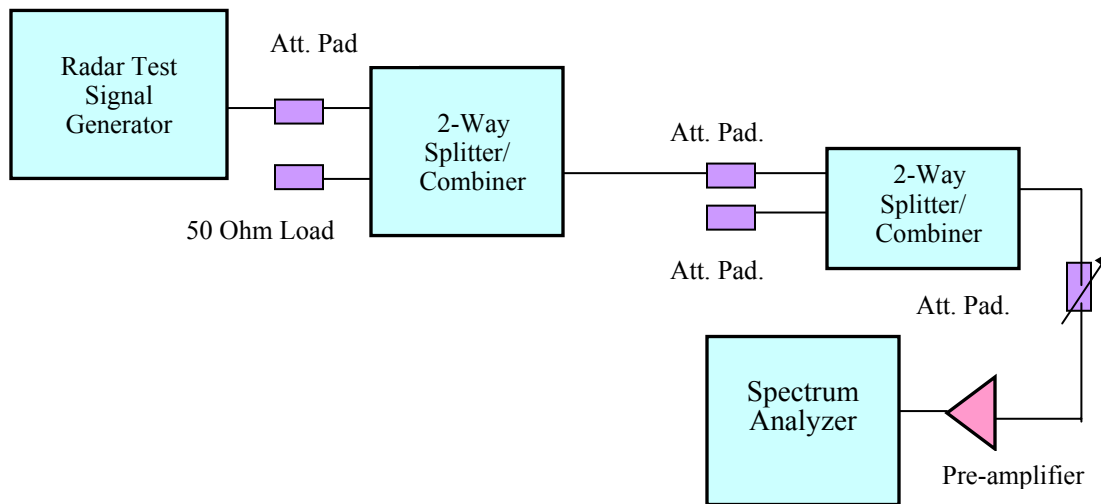 Radar Test
Signal
Generator
Att. Pad
50 Ohm Load
2-Way
Splitter/
Combiner
Att. Pad.
Att. Pad.
2-Way
Splitter/
Combiner
Att. Pad.
Spectrum
Analyzer
Pre-amplifier